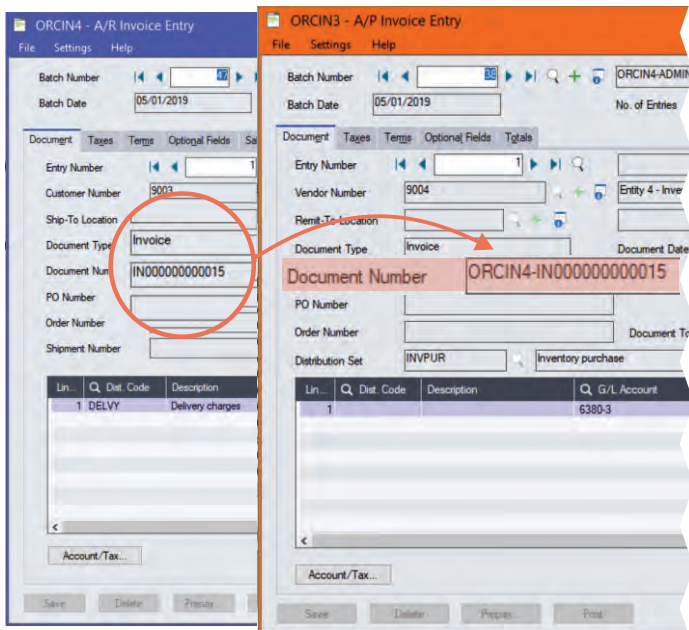 ORCIN4 - A/R Invoice Entry
File Settings Help
Batch Number 47
Batch Date 05/01/2019
Document Taxes Terms Optional Fields Sa
Entry Number 1
Customer Number 9003
Ship-To Location
Document Type Invoice
Document Num IN000000000015
PO Number
Order Number
Shipment Number
Lin... Dist. Code Description
1 DELVY Delivery charges
Account/Tax...
Save Delete Prepay...
ORCIN3 - A/P Invoice Entry
File Settings Help
Batch Number 38 ORCIN4-ADMIN
Batch Date 05/01/2019 No. of Entries
Document Taxes Terms Optional Fields Totals
Entry Number 1
Vendor Number 9004 Entity 4 - Inve
Remit-To Location
Document Type Invoice Document Date
Document Number ORCIN4-IN000000000015
PO Number
Order Number Document To
Distribution Set INVPUR Inventory purchase
Lin... Dist. Code Description G/L Account
1 6380-3
Account/Tax...
Save Delete Prepay... Post